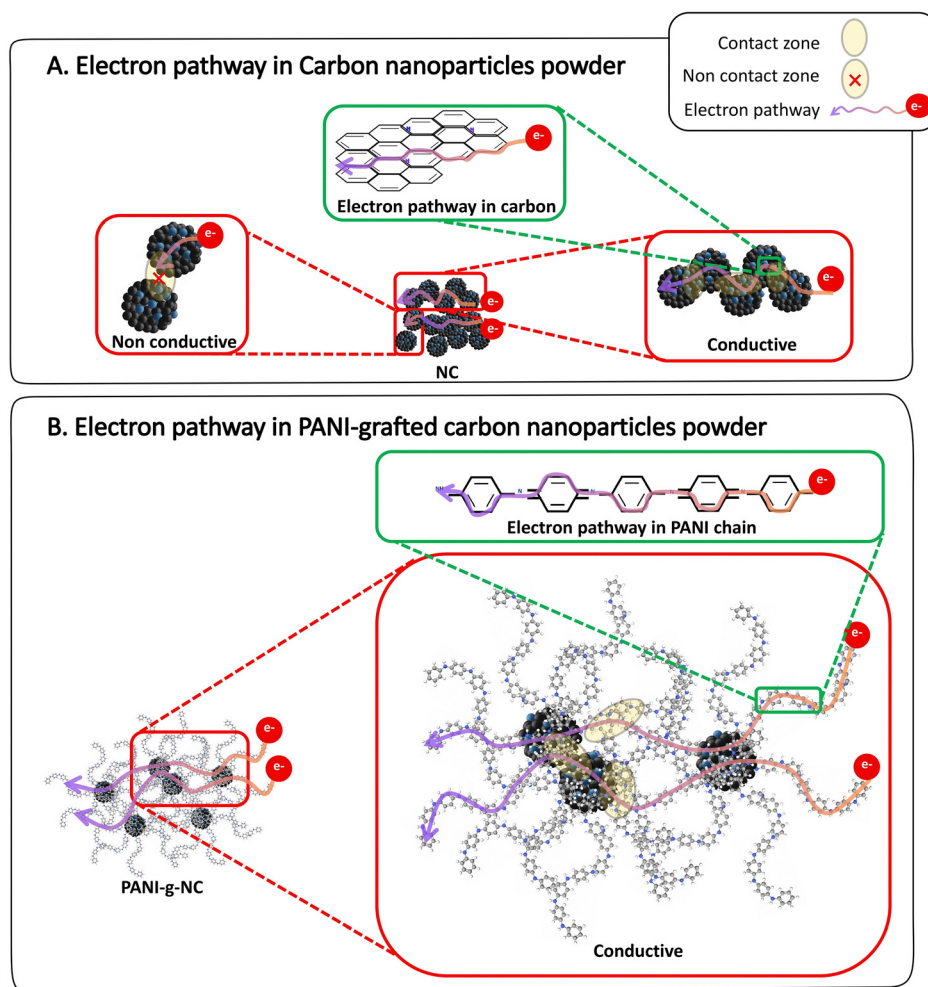 Contact zone
Non contact zone
Electron pathway
e-
A. Electron pathway in Carbon nanoparticles powder
N
N
N
e-
Electron pathway in carbon
e-
Non conductive
e-
e-
NC
e-
Conductive
B. Electron pathway in PANI-grafted carbon nanoparticles powder
NH
N
N
e-
Electron pathway in PANI chain
e-
e-
e-
e-
PANI-g-NC
Conductive